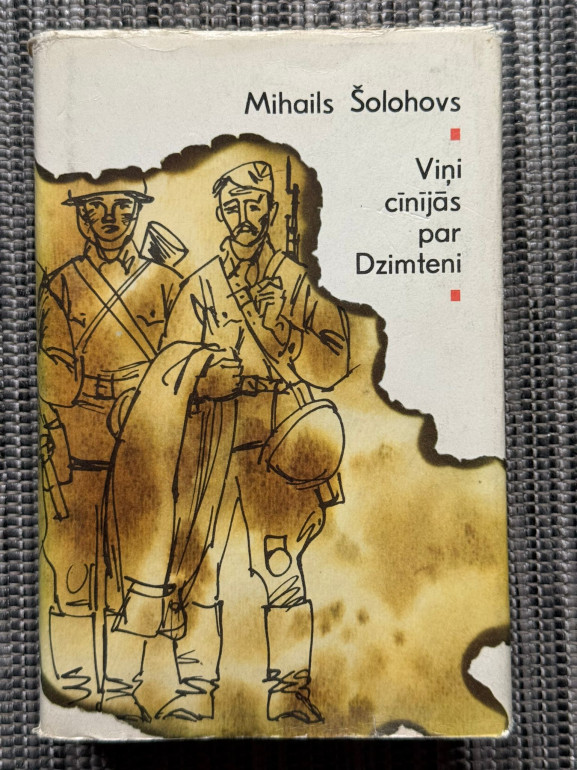 Mihails Šolohovs
Viņi
cīnījās
par
Dzimteni